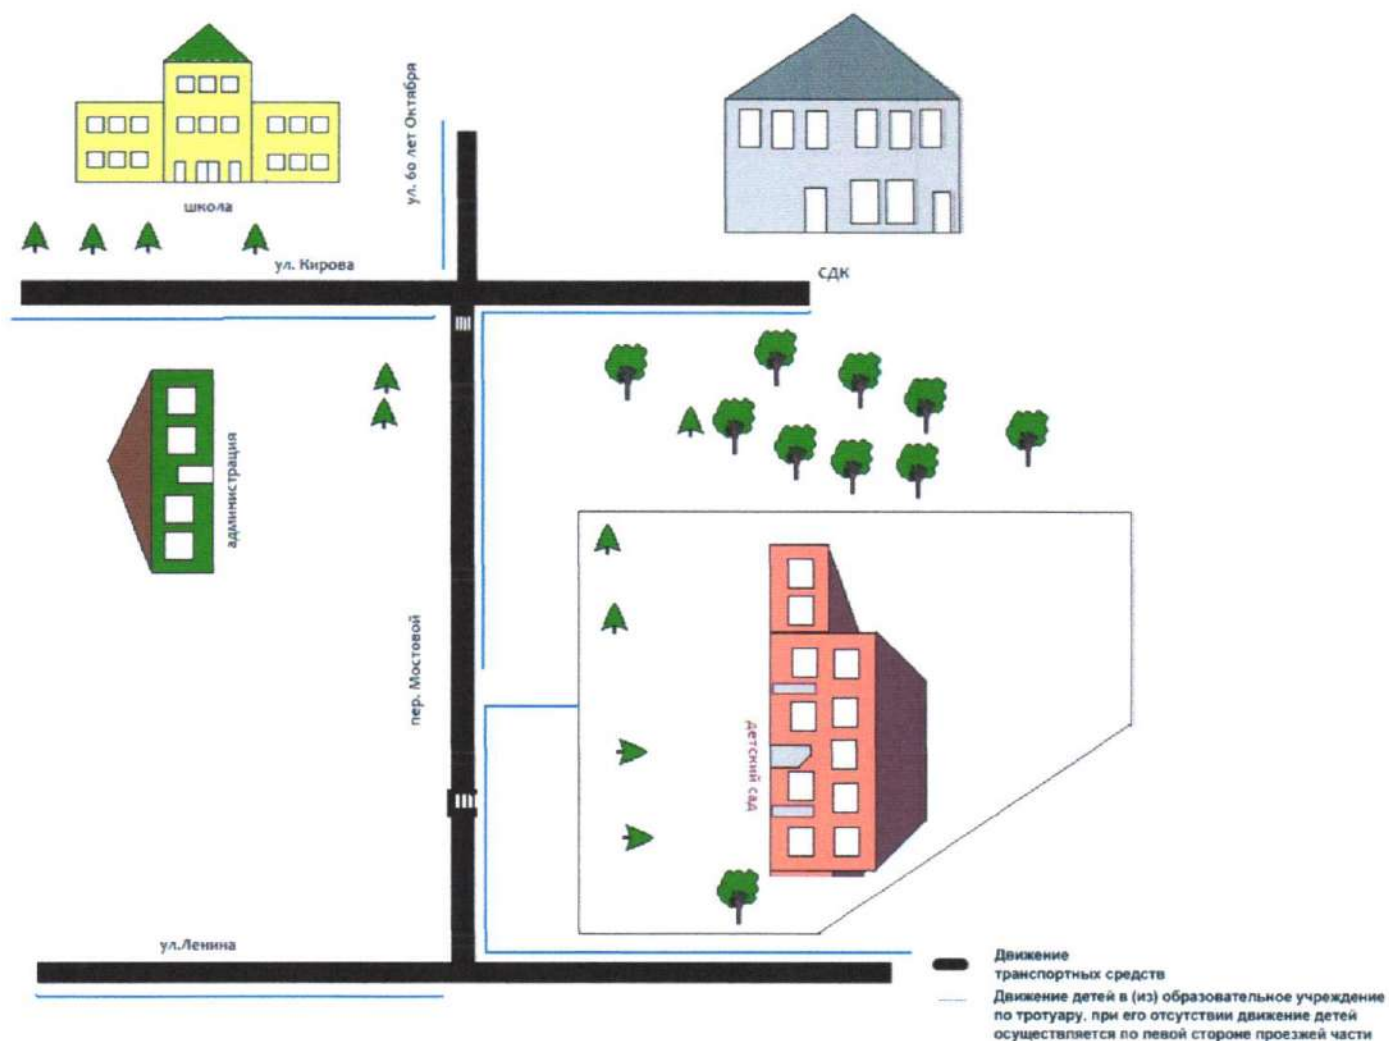 ул. 60 лет Октября
школа
ул. Кирова
СДК
администрация
пер. Мостовой
детский сад
ул.Ленина
Движение
транспортных средств
Движение детей в (из) образовательное учреждение
по тротуару, при его отсутствии движение детей
осуществляется по левой стороне проезжей части